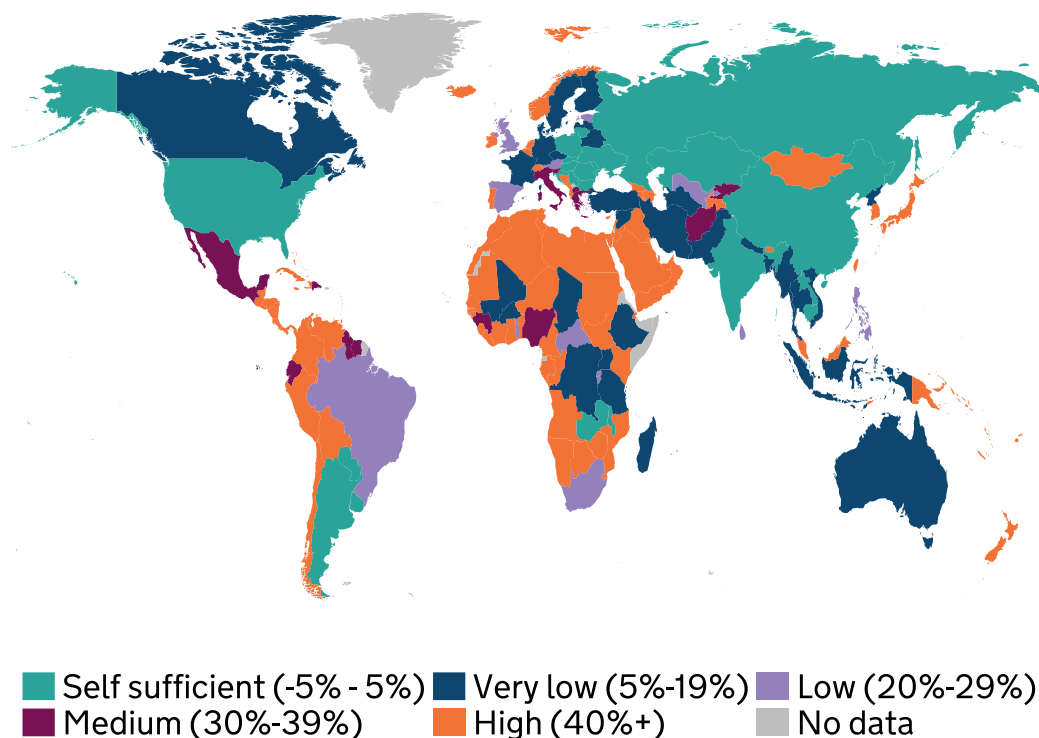 Self sufficient (-5% - 5%) Very low (5%-19%) Low (20%-29%)
Medium (30%-39%) High (40%+) No data